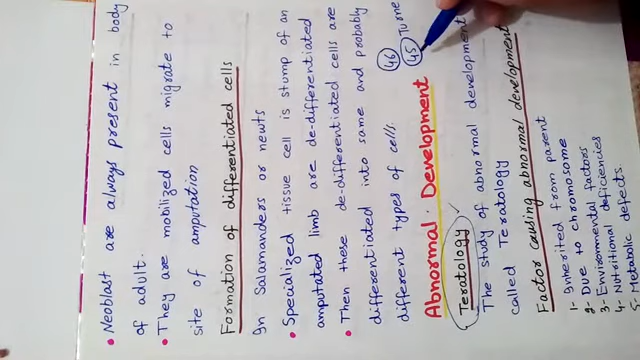 • Neoblast are always present in body
of adult.
• They are mobilized cells migrate to
site of amputation
Formation of differentiated cells
In Salamanders or newts
• Specialized tissue cell is stump of an
amputated limb are de-differentiated
• Then these de-differentiated cells are
differentiated into same and probably
different types of cells.
46
45 Turne
Abnormal Development
Teratology
The study of abnormal development
called Teratology
Factor causing abnormal development
Inherited from parent
1- Due to chromosome
2- Environmental factors
3- Nutritional deficiencies
4- Metabolic defects.
5-